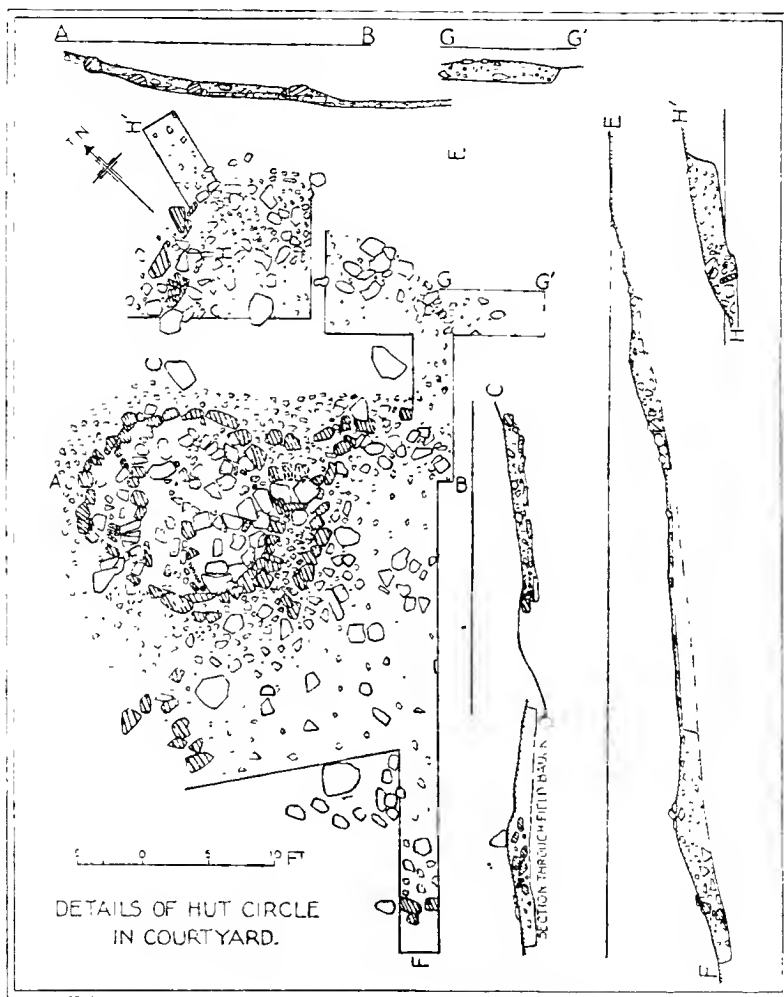 A B G G'
T N
H'
E
E
H'
H
B
G G'
H
C
C
A
B
D
SECTION THROUGH FIELD BANK
5 0 5 10 FT
DETAILS OF HUT CIRCLE
IN COURTYARD.
F
F